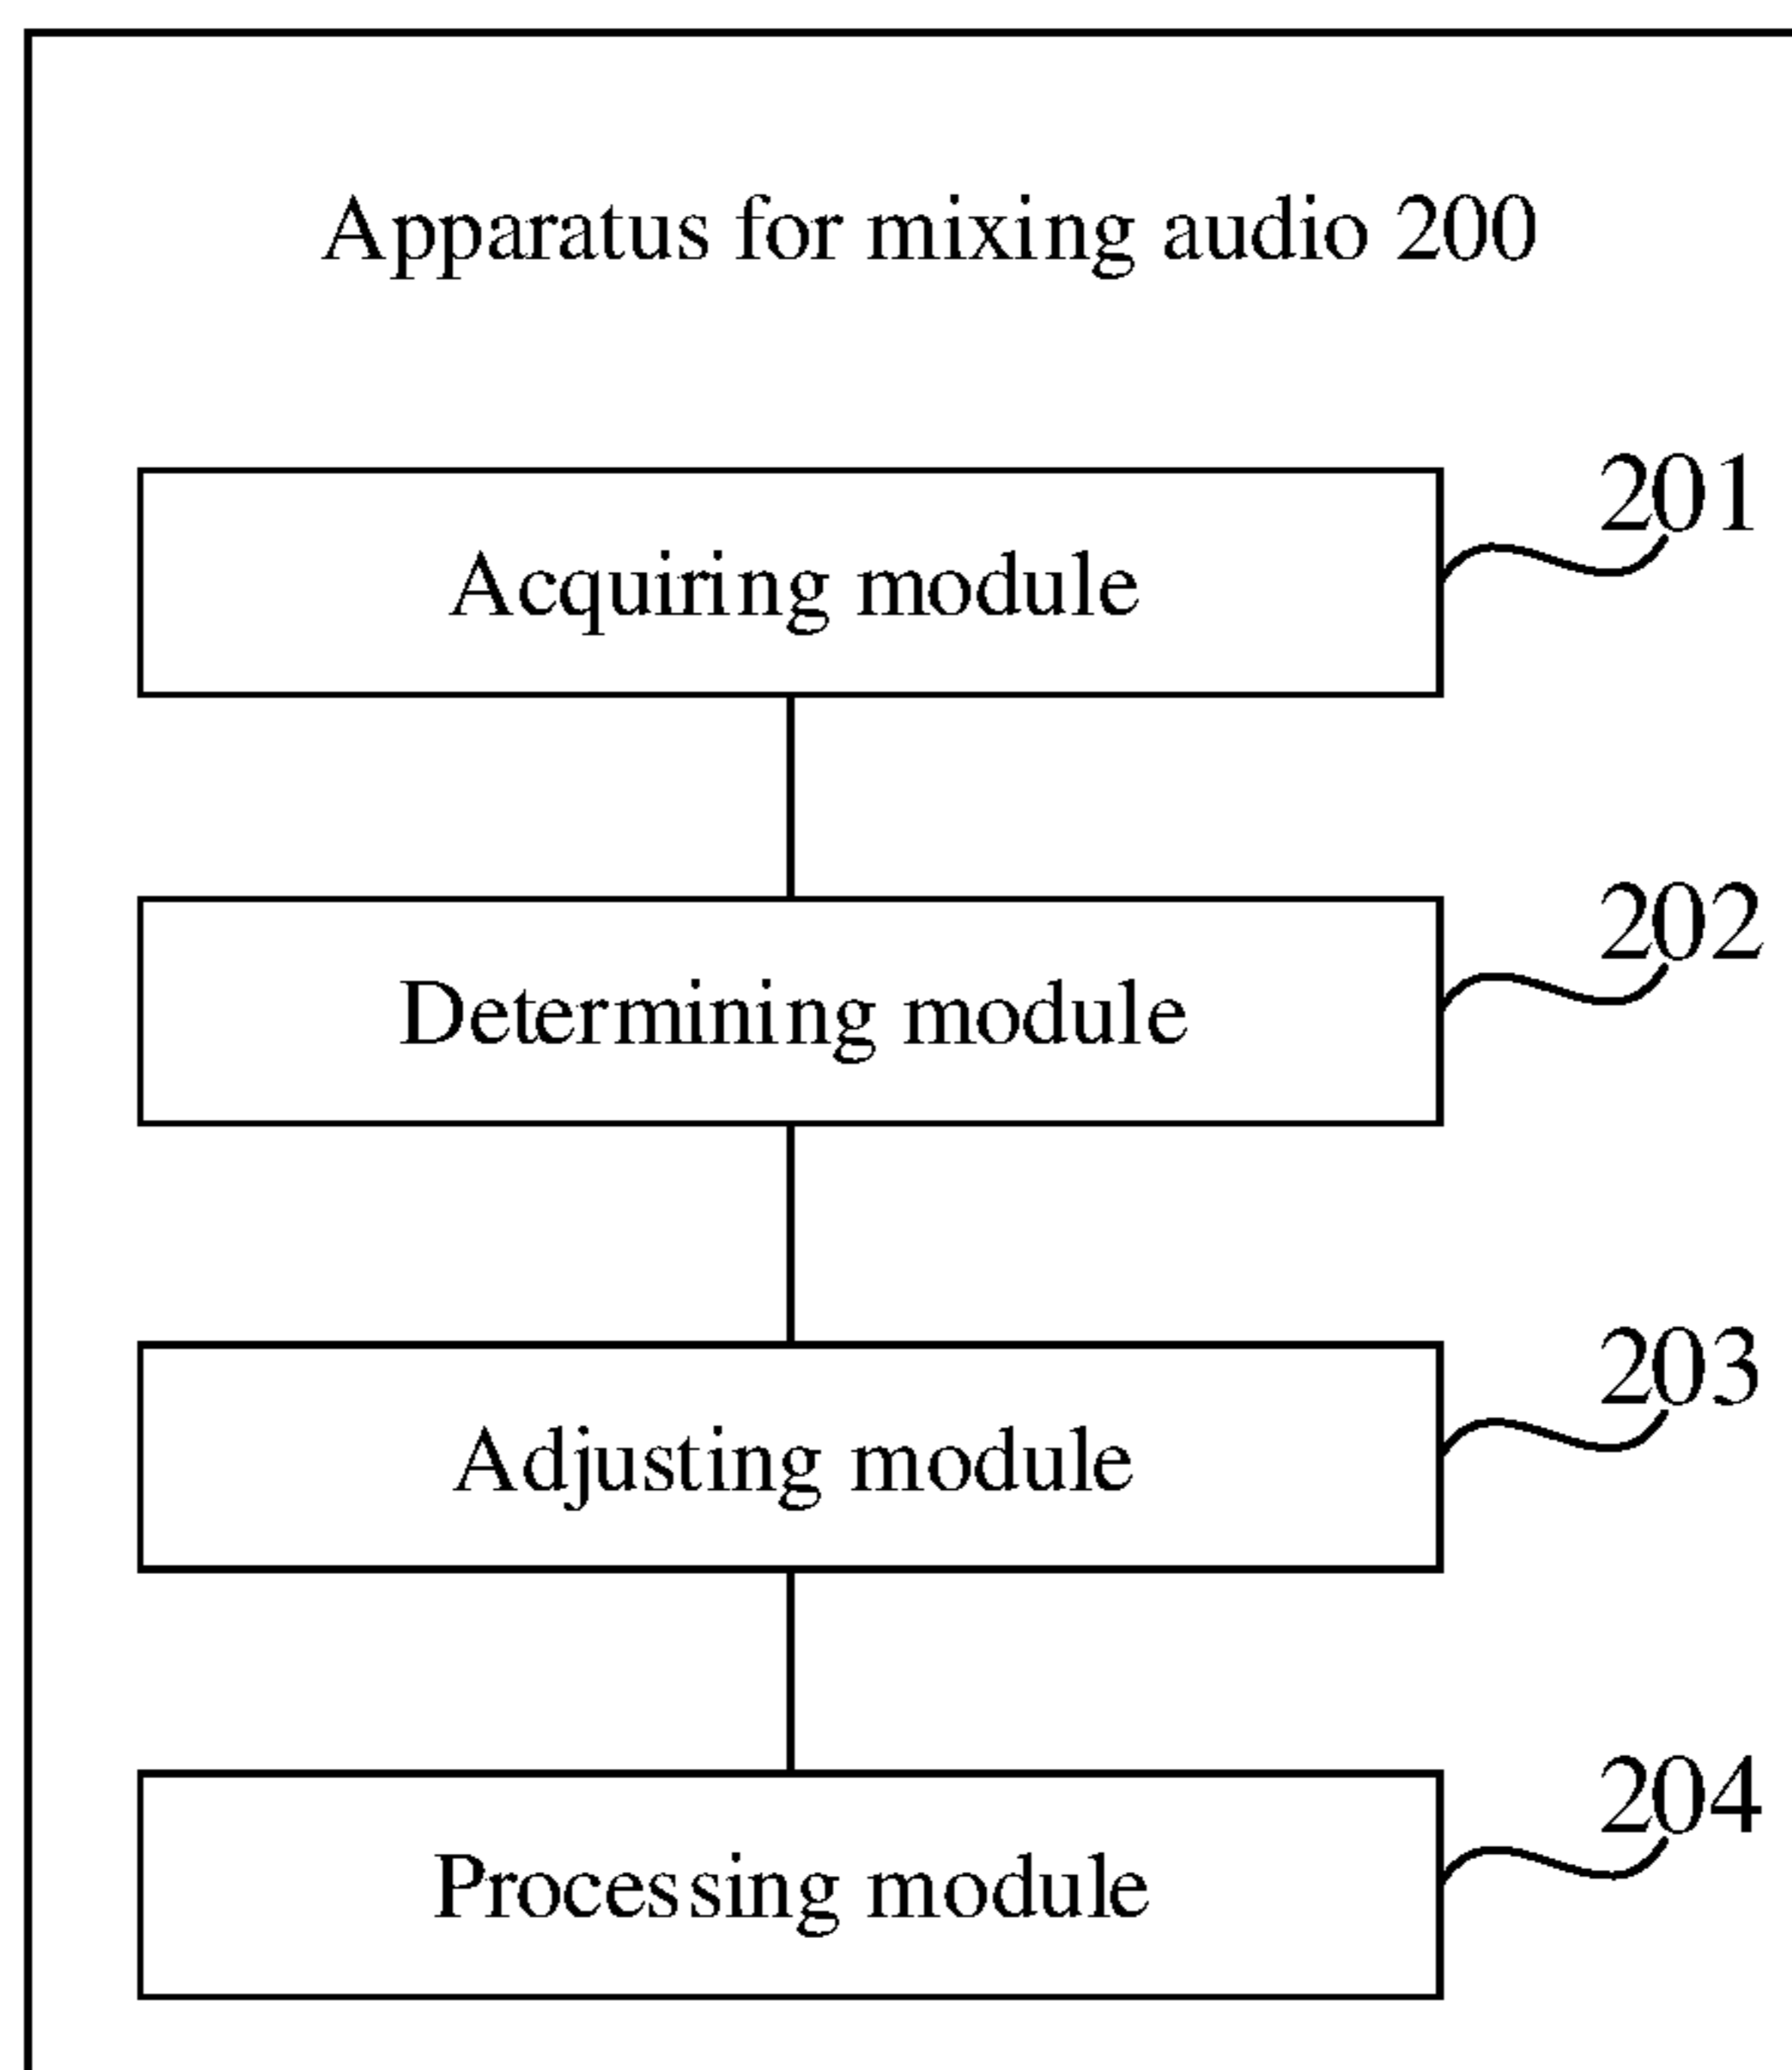 Apparatus for mixing audio 200
201
Acquiring module
202
Determining module
203
Adjusting module
204
Processing module